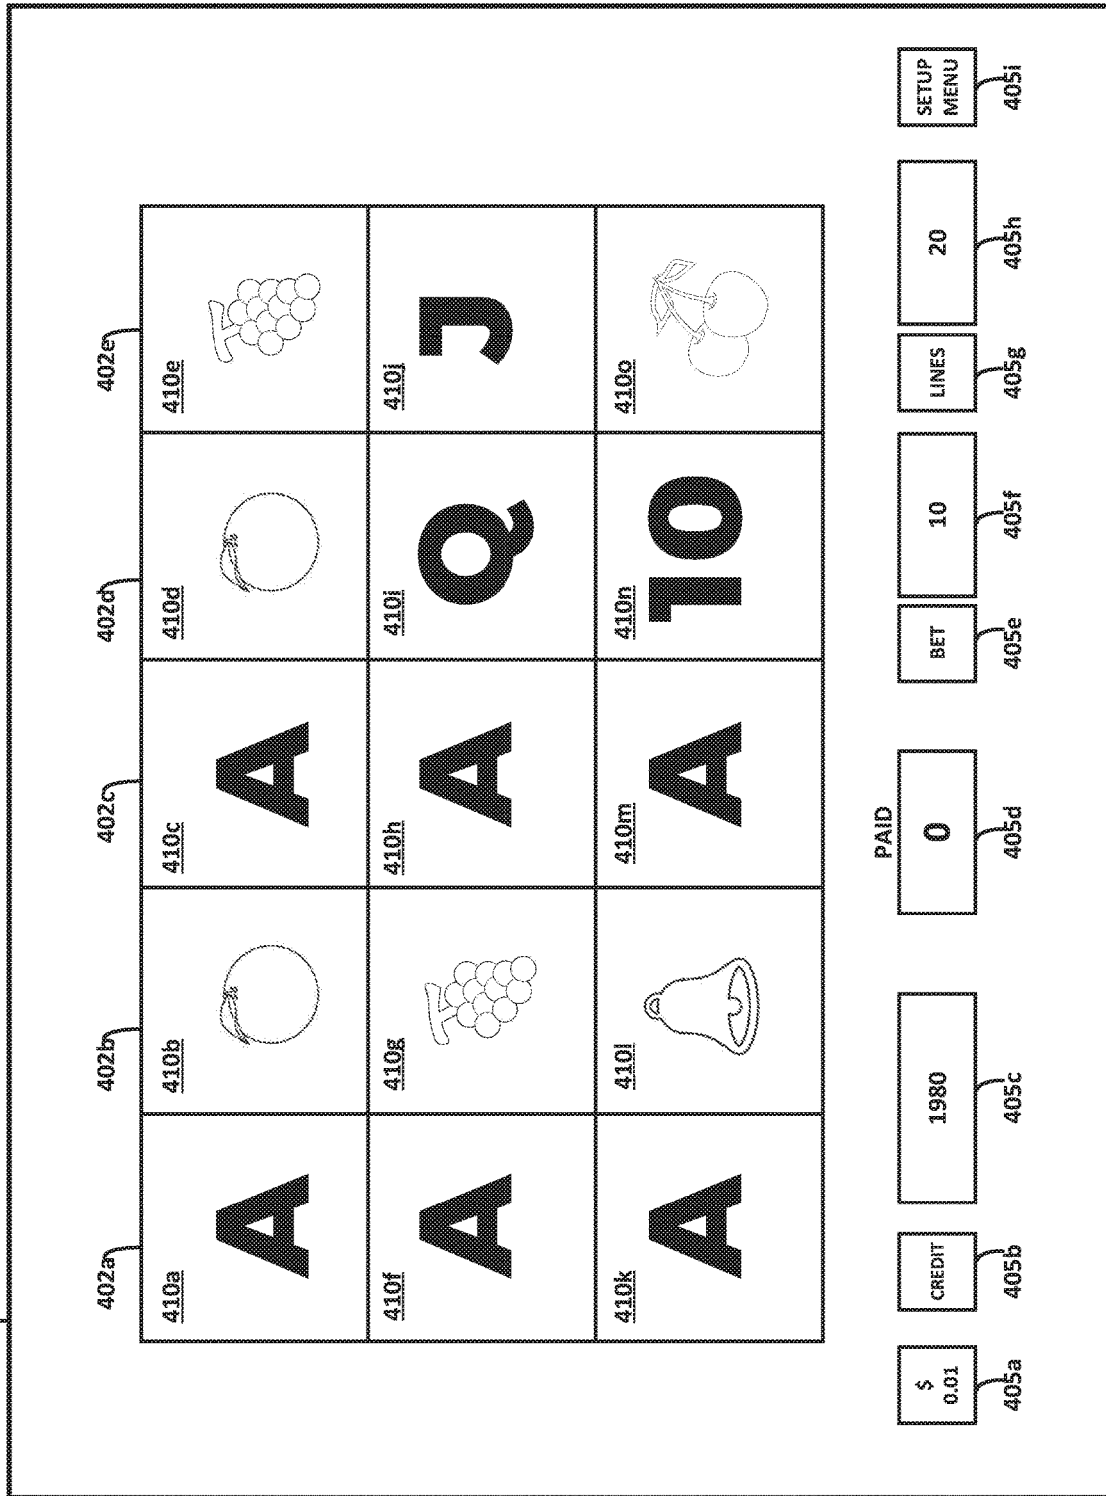 402a 402b 402c 402d 402e
410a 410b 410c 410d 410e
A A
410f 410g 410h 410i 410j
A A Q J
410k 410l 410m 410n 410o
A A 10
PAID
$ 0.01 CREDIT 1980 0 BET 10 LINES 20 SETUP MENU
405a 405b 405c 405d 405e 405f 405g 405h 405i